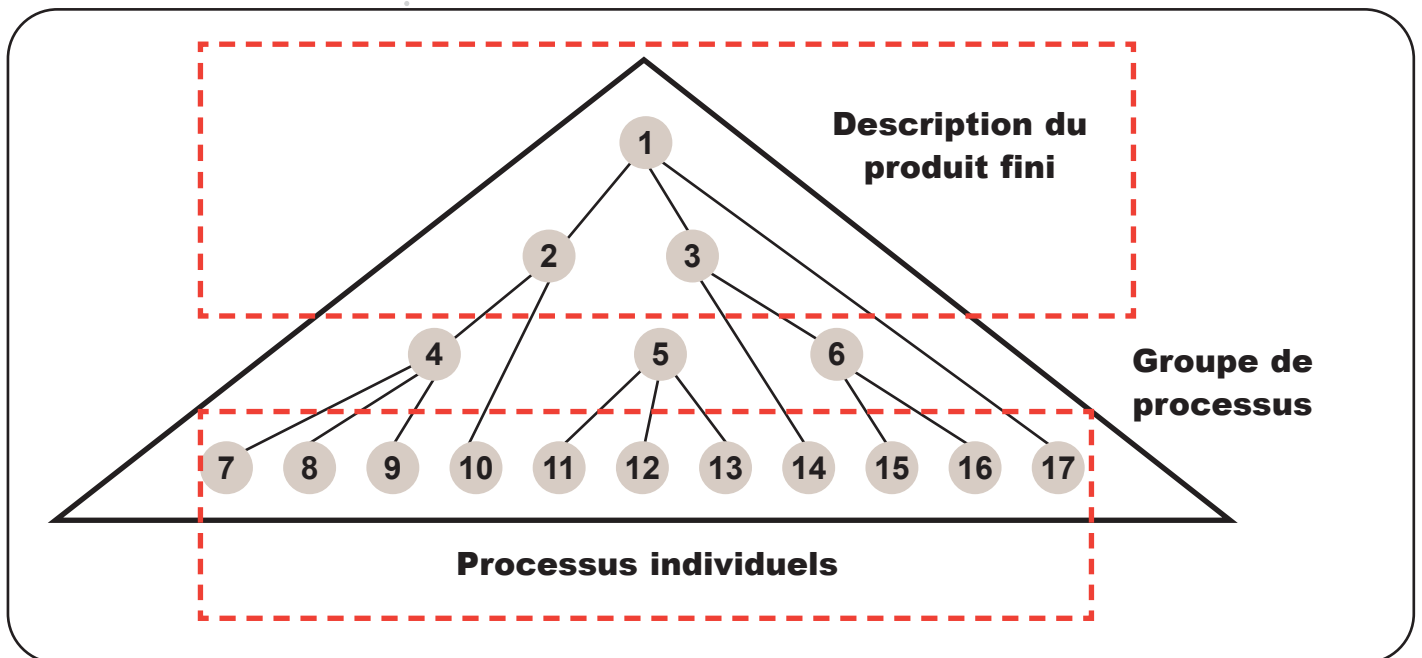 Description du
produit fini
1
2
3
4
5
6
Groupe de
processus
7 8 9 10 11 12 13 14 15 16 17
Processus individuels